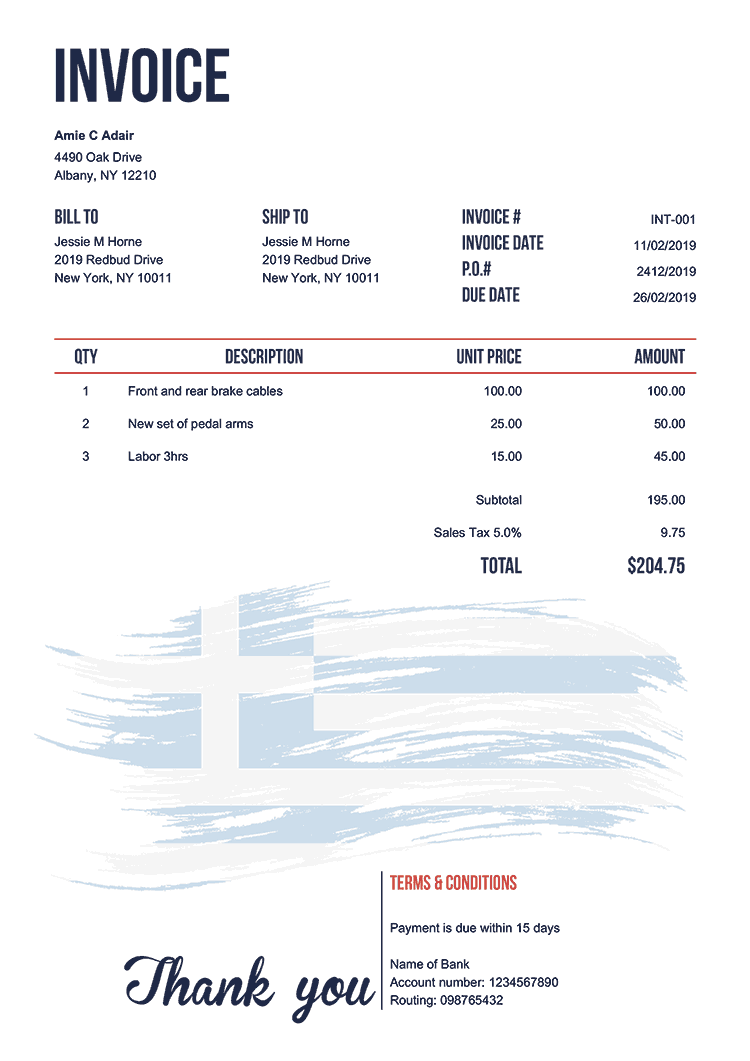 INVOICE
Amie C Adair
4490 Oak Drive
Albany, NY 12210
BILL TO
Jessie M Horne
2019 Redbud Drive
New York, NY 10011
SHIP TO
Jessie M Horne
2019 Redbud Drive
New York, NY 10011
INVOICE # INT-001
INVOICE DATE 11/02/2019
P.O.# 2412/2019
DUE DATE 26/02/2019
QTY DESCRIPTION UNIT PRICE AMOUNT
1 Front and rear brake cables 100.00 100.00
2 New set of pedal arms 25.00 50.00
3 Labor 3hrs 15.00 45.00
Subtotal 195.00
Sales Tax 5.0% 9.75
TOTAL $204.75
Thank you
TERMS & CONDITIONS
Payment is due within 15 days
Name of Bank
Account number: 1234567890
Routing: 098765432